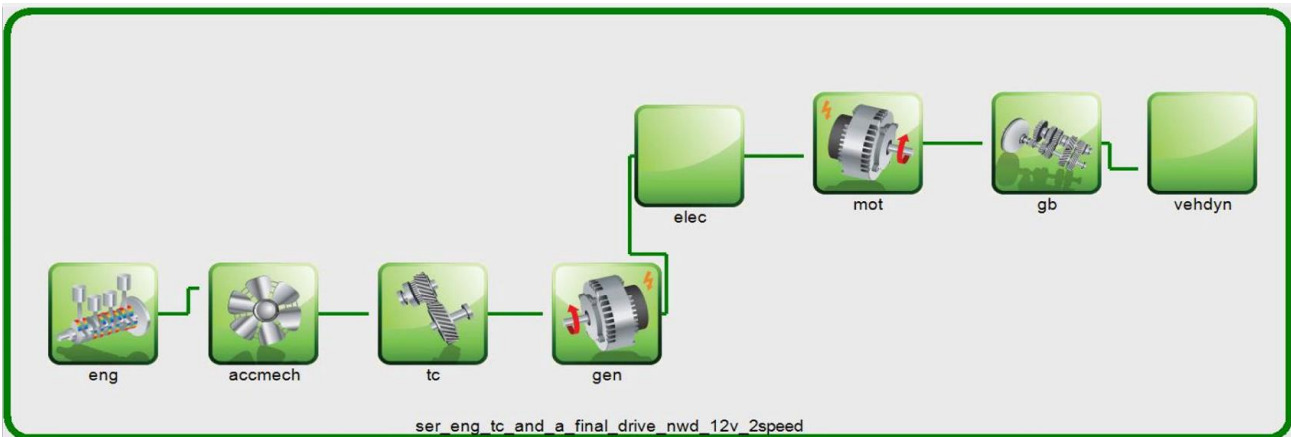 elec
mot
gb
vehdyn
eng
accmech
tc
gen
ser_eng_tc_and_a_final_drive_nwd_12v_2speed